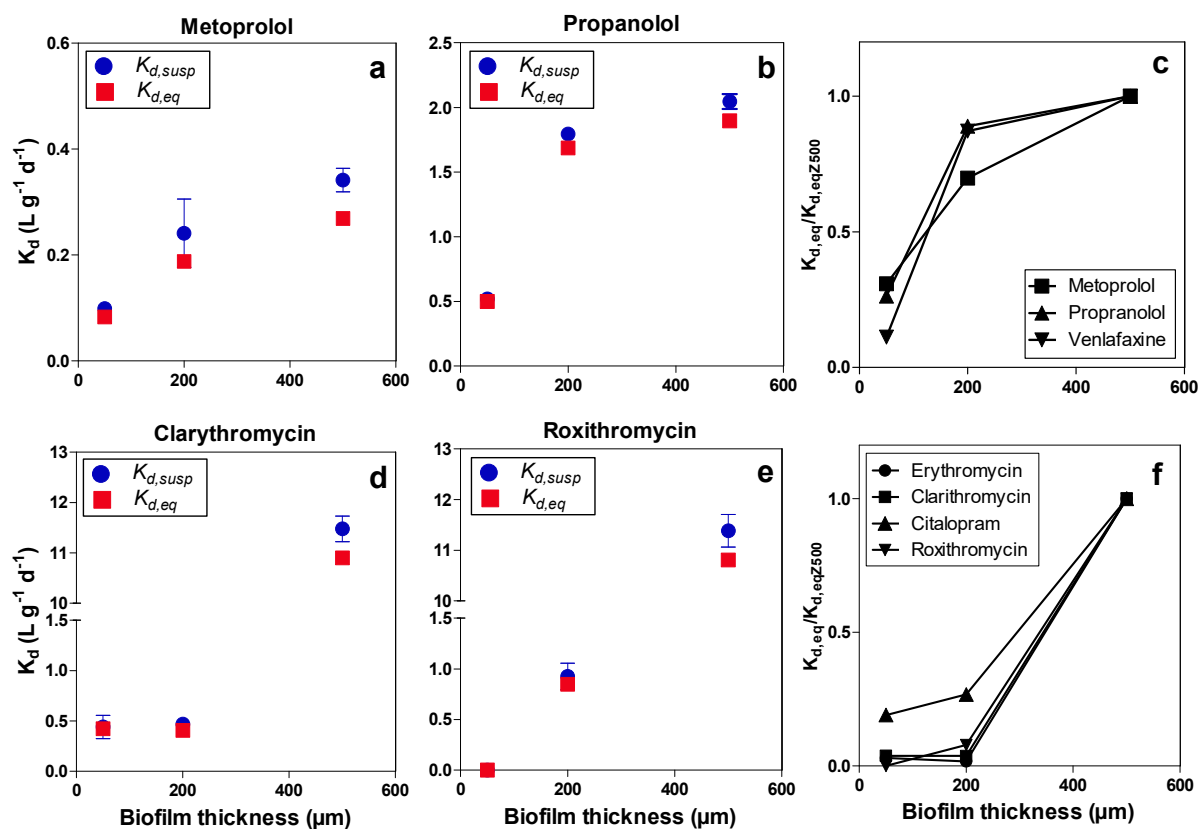 Metoprolol
a
K_d,susp
K_d,eq
K_d (L g⁻¹ d⁻¹)
0.6
0.4
0.2
0.0
0 200 400 600
Propanolol
b
K_d,susp
K_d,eq
2.5
2.0
1.5
1.0
0.5
0.0
0 200 400 600
c
K_d,eq/K_d,eqZ500
1.0
0.5
0.0
Metoprolol
Propranolol
Venlafaxine
0 200 400 600
Clarythromycin
d
K_d,susp
K_d,eq
K_d (L g⁻¹ d⁻¹)
13
12
11
10
1.5
1.0
0.5
0.0
0 200 400 600
Biofilm thickness (µm)
Roxithromycin
e
K_d,susp
K_d,eq
13
12
11
10
1.5
1.0
0.5
0.0
0 200 400 600
Biofilm thickness (µm)
f
Erythromycin
Clarithromycin
Citalopram
Roxithromycin
K_d,eq/K_d,eqZ500
1.0
0.5
0.0
0 200 400 600
Biofilm thickness (µm)